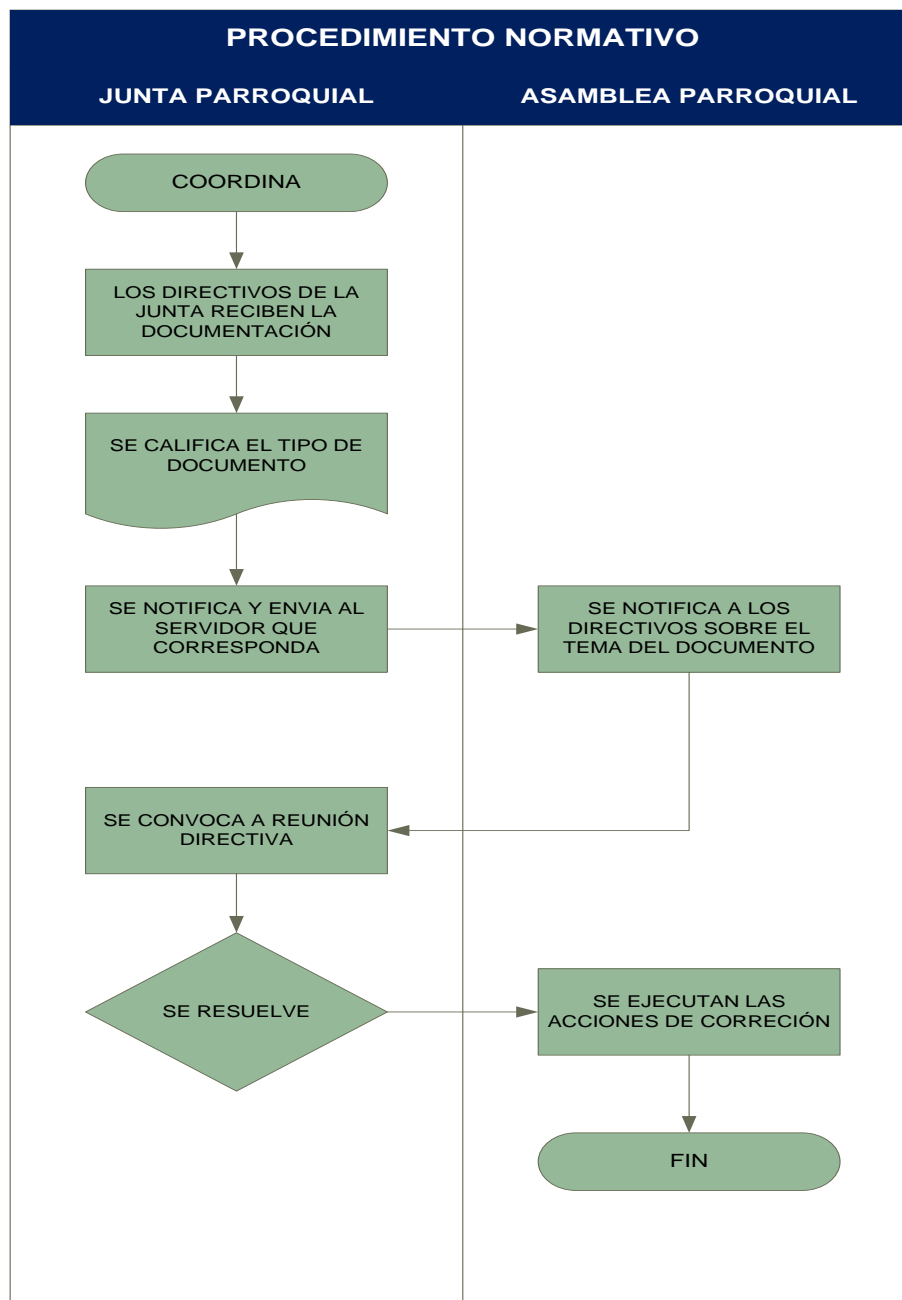 PROCEDIMIENTO NORMATIVO
JUNTA PARROQUIAL
ASAMBLEA PARROQUIAL
COORDINA
LOS DIRECTIVOS DE LA
JUNTA RECIBEN LA
DOCUMENTACIÓN
SE CALIFICA EL TIPO DE
DOCUMENTO
SE NOTIFICA Y ENVIA AL
SERVIDOR QUE
CORRESPONDA
SE NOTIFICA A LOS
DIRECTIVOS SOBRE EL
TEMA DEL DOCUMENTO
SE CONVOCA A REUNIÓN
DIRECTIVA
SE RESUELVE
SE EJECUTAN LAS
ACCIONES DE CORRECIÓN
FIN